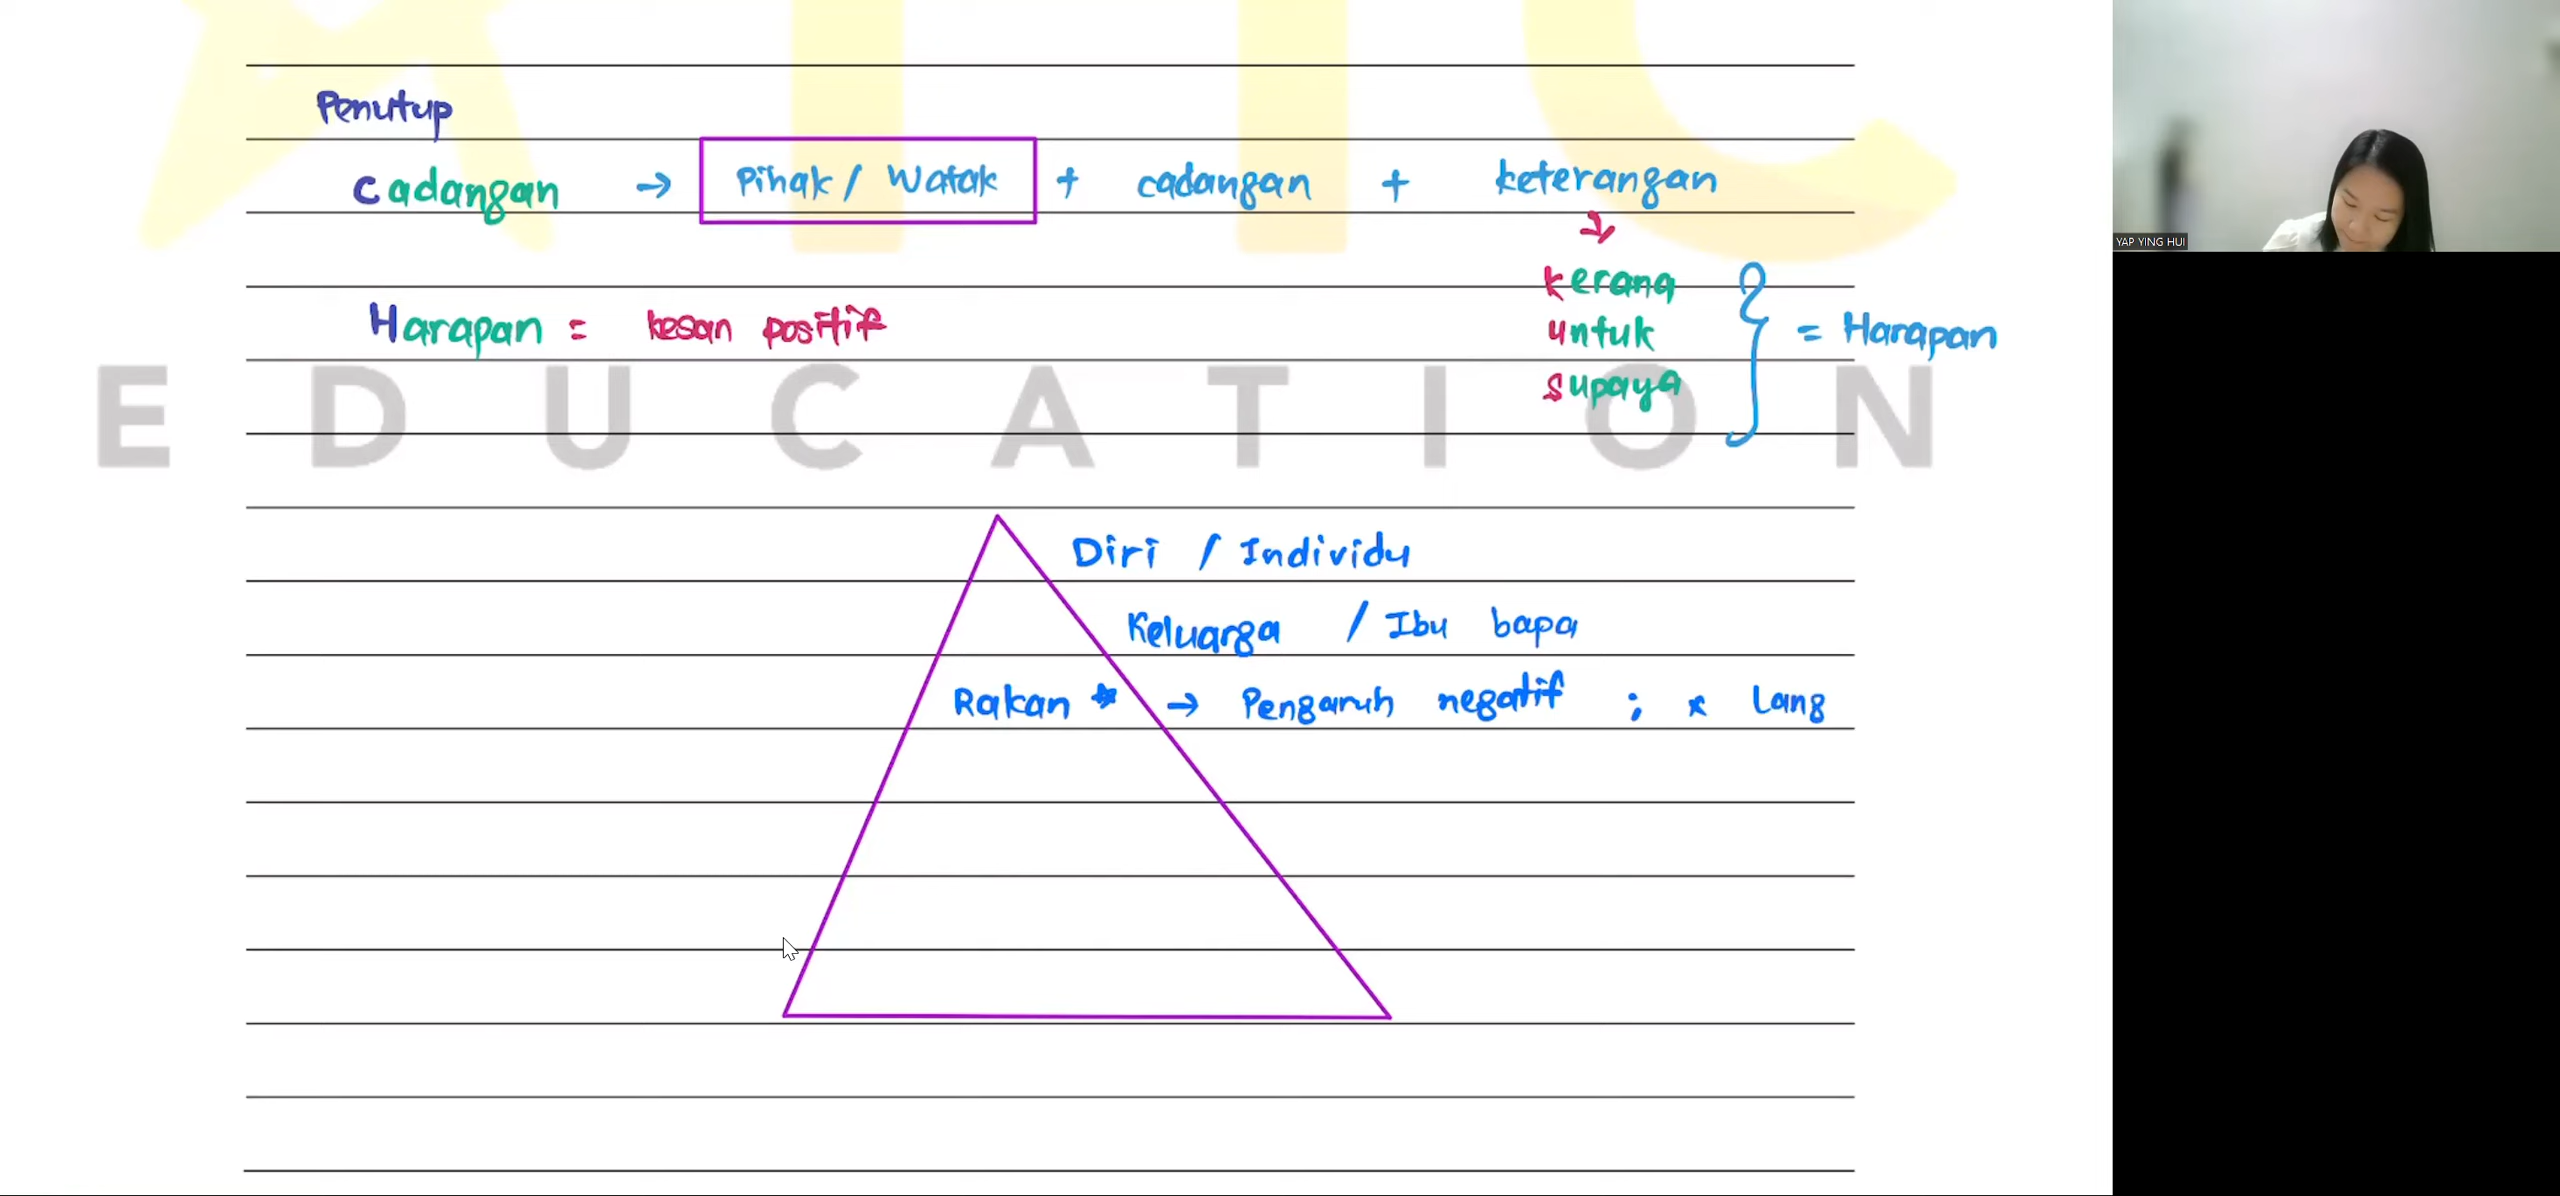 Penutup
Cadangan → Pihak / Watak + cadangan + keterangan
kerana
Harapan = kesan positif untuk = Harapan
supaya
EDUCATION
Diri / Individu
Keluarga / Ibu bapa
Rakan * → Pengaruh negatif ; * Lang
YAP YING HUI